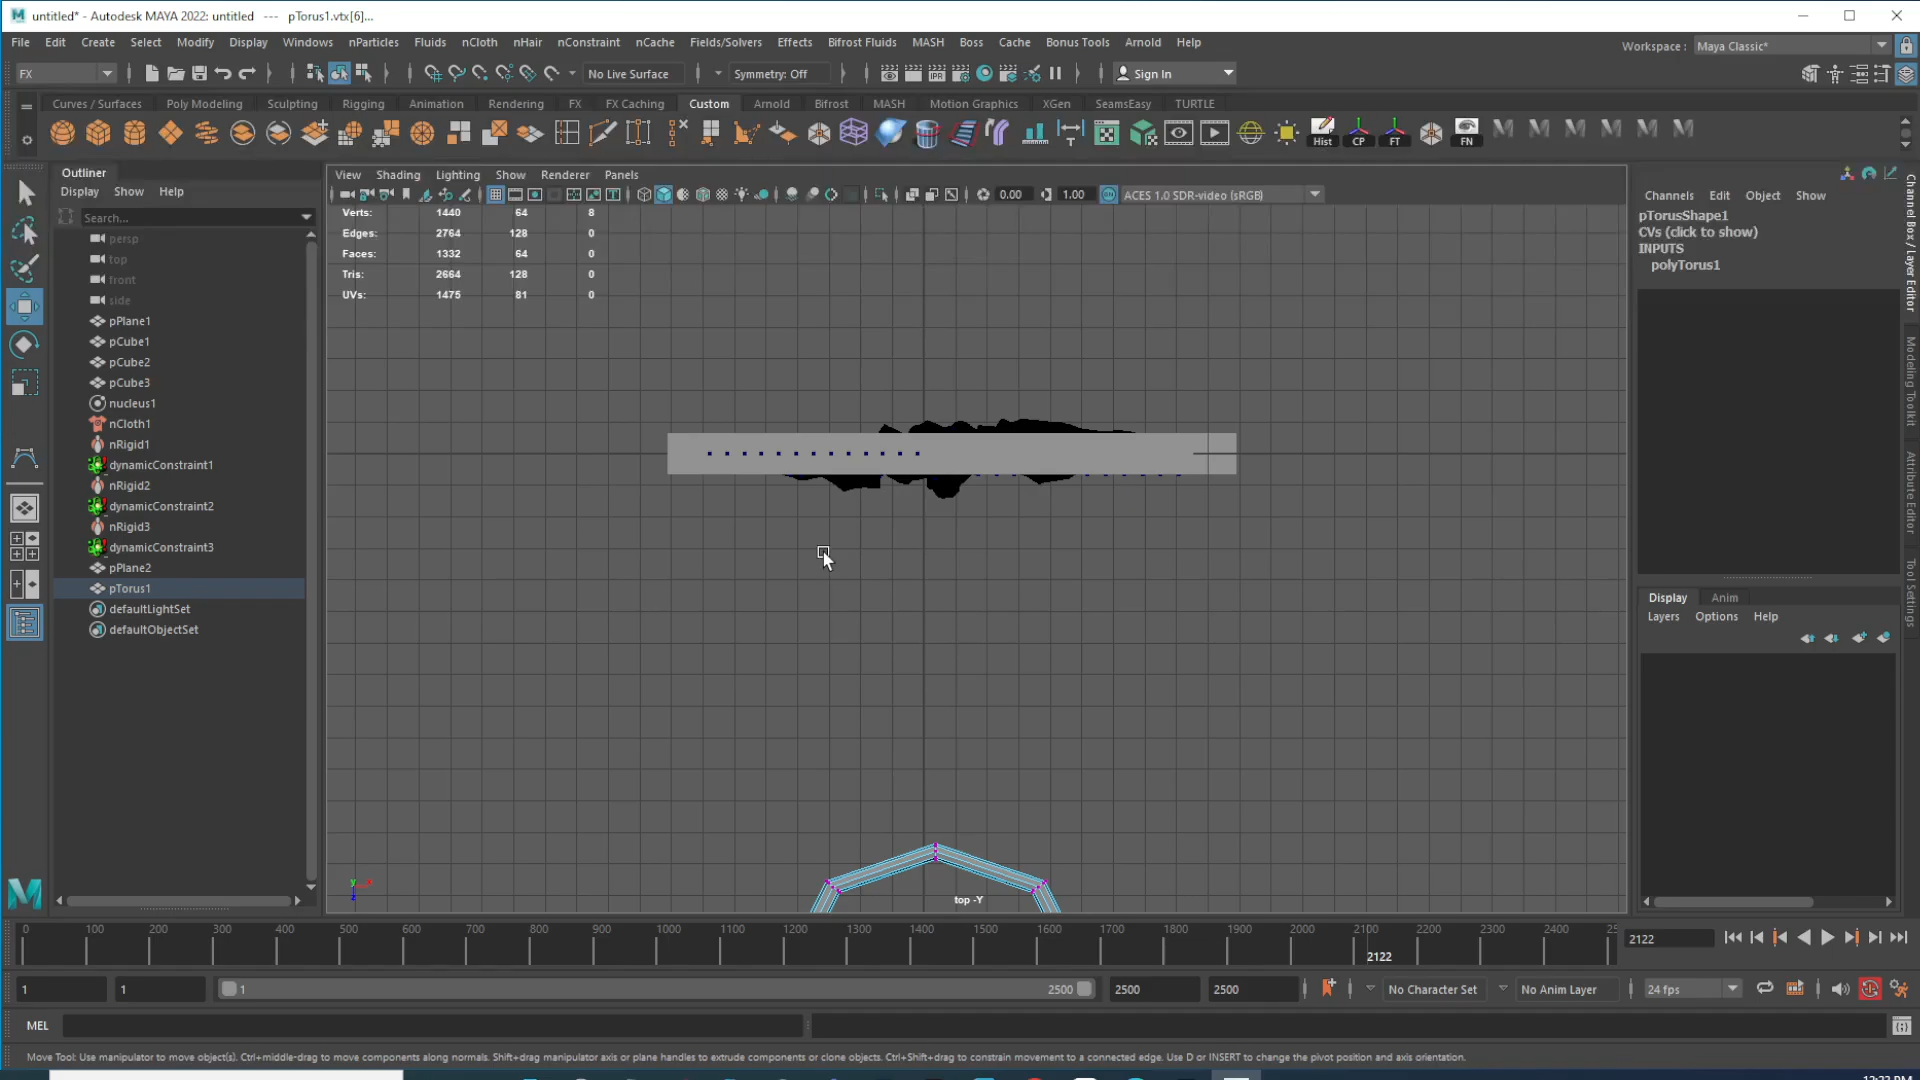 untitled* - Autodesk MAYA 2022: untitled --- pTorus1.vtx[6]...
File Edit Create Select Modify Display Windows nParticles Fluids nCloth nHair nConstraint nCache Fields/Solvers Effects Bifrost Fluids MASH Boss Cache Bonus Tools Arnold Help
Workspace : Maya Classic*
FX No Live Surface Symmetry: Off IPR Sign In
Curves / Surfaces Poly Modeling Sculpting Rigging Animation Rendering FX FX Caching Custom Arnold Bifrost MASH Motion Graphics XGen SeamsEasy TURTLE
Hist CP FT FN
Outliner
Display Show Help
Search...
persp
top
front
side
pPlane1
pCube1
pCube2
pCube3
nucleus1
nCloth1
nRigid1
dynamicConstraint1
nRigid2
dynamicConstraint2
nRigid3
dynamicConstraint3
pPlane2
pTorus1
defaultLightSet
defaultObjectSet
View Shading Lighting Show Renderer Panels
0.00 1.00 ACES 1.0 SDR-video (sRGB)
Verts: 1440 64 8
Edges: 2764 128 0
Faces: 1332 64 0
Tris: 2664 128 0
UVs: 1475 81 0
top -Y
Channels Edit Object Show
pTorusShape1
CVs (click to show)
INPUTS
polyTorus1
Display Anim
Layers Options Help
Channel Box / Layer Editor
Modeling Toolkit
Attribute Editor
Tool Settings
0 100 200 300 400 500 600 700 800 900 1000 1100 1200 1300 1400 1500 1600 1700 1800 1900 2000 2100 2200 2300 2400 25
2122
2122
1 1 1 2500 2500 2500 No Character Set No Anim Layer 24 fps
MEL
Move Tool: Use manipulator to move object(s). Ctrl+middle-drag to move components along normals. Shift+drag manipulator axis or plane handles to extrude components or clone objects. Ctrl+Shift+drag to constrain movement to a connected edge. Use D or INSERT to change the pivot position and axis orientation.